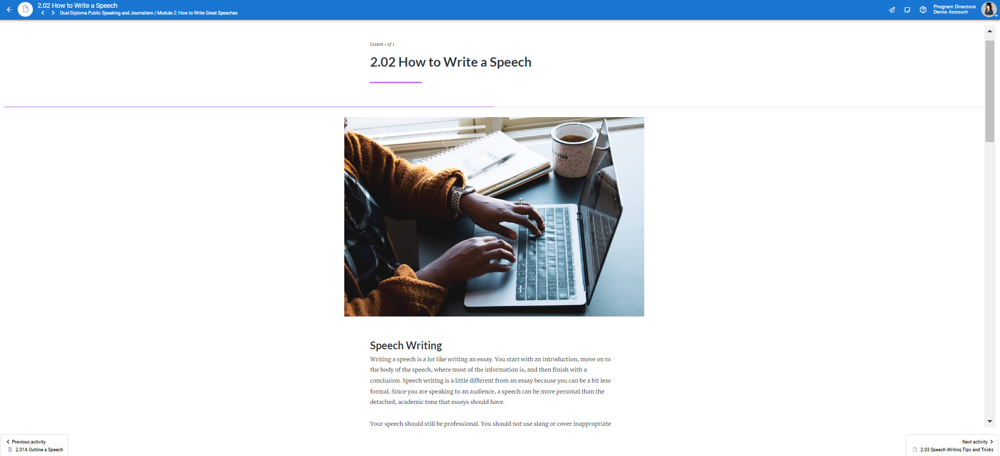 2.02 How to Write a Speech
Dual Diploma Public Speaking and Journalism / Module 2: How to Write Great Speeches
Program Directors
Demo Account
Lesson 1 of 1
2.02 How to Write a Speech
Speech Writing
Writing a speech is a lot like writing an essay. You start with an introduction, move on to
the body of the speech, where most of the information is, and then finish with a
conclusion. Speech writing is a little different from an essay because you can be a bit less
formal. Since you are speaking to an audience, a speech can be more personal than the
detached, academic tone that essays should have.
Your speech should still be professional. You should not use slang or cover inappropriate
Previous activity
2.01A Outline a Speech
Next activity
2.03 Speech Writing Tips and Tricks